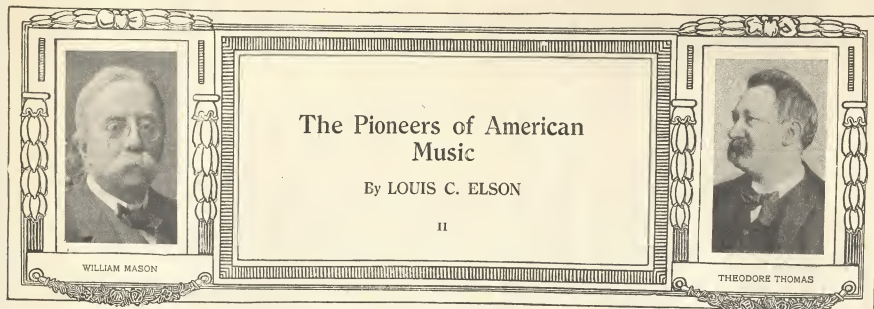 The Pioneers of American
Music
By LOUIS C. ELSON
II
WILLIAM MASON
THEODORE THOMAS